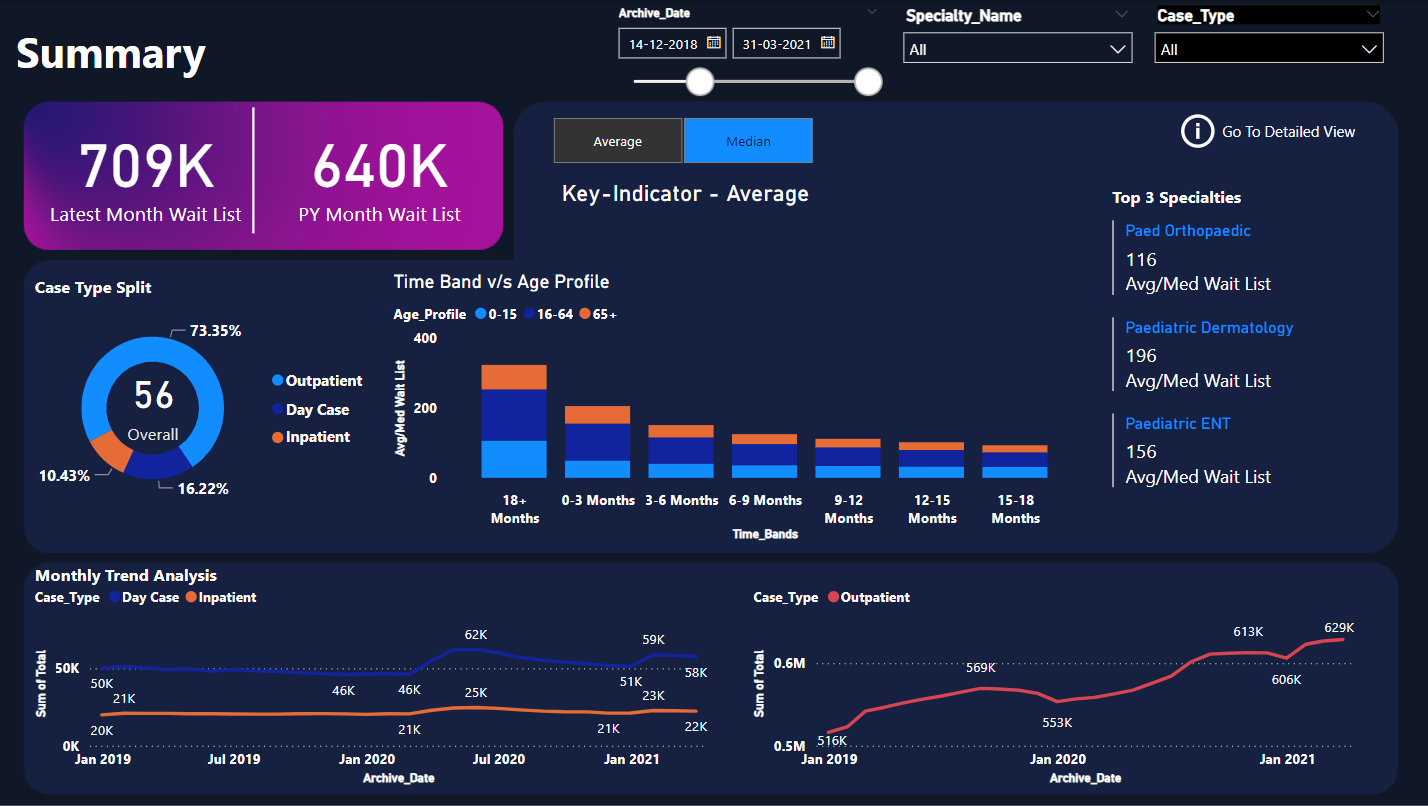 Summary
Archive_Date
14-12-2018
31-03-2021
Specialty_Name
All
Case_Type
All
709K
Latest Month Wait List
640K
PY Month Wait List
Average
Median
Key-Indicator - Average
Go To Detailed View
Top 3 Specialties
Paed Orthopaedic
116
Avg/Med Wait List
Paediatric Dermatology
196
Avg/Med Wait List
Paediatric ENT
156
Avg/Med Wait List
Case Type Split
73.35%
56
Overall
10.43%
16.22%
Outpatient
Day Case
Inpatient
Time Band v/s Age Profile
Age_Profile 0-15 16-64 65+
Avg/Med Wait List
400
200
0
18+ Months
0-3 Months
3-6 Months
6-9 Months
9-12 Months
12-15 Months
15-18 Months
Time_Bands
Monthly Trend Analysis
Case_Type Day Case Inpatient
Sum of Total
50K
0K
50K
46K
46K
62K
51K
59K
58K
20K
21K
21K
25K
21K
23K
22K
Jan 2019
Jul 2019
Jan 2020
Jul 2020
Jan 2021
Archive_Date
Case_Type Outpatient
Sum of Total
0.6M
0.5M
516K
569K
553K
613K
606K
629K
Jan 2019
Jan 2020
Jan 2021
Archive_Date